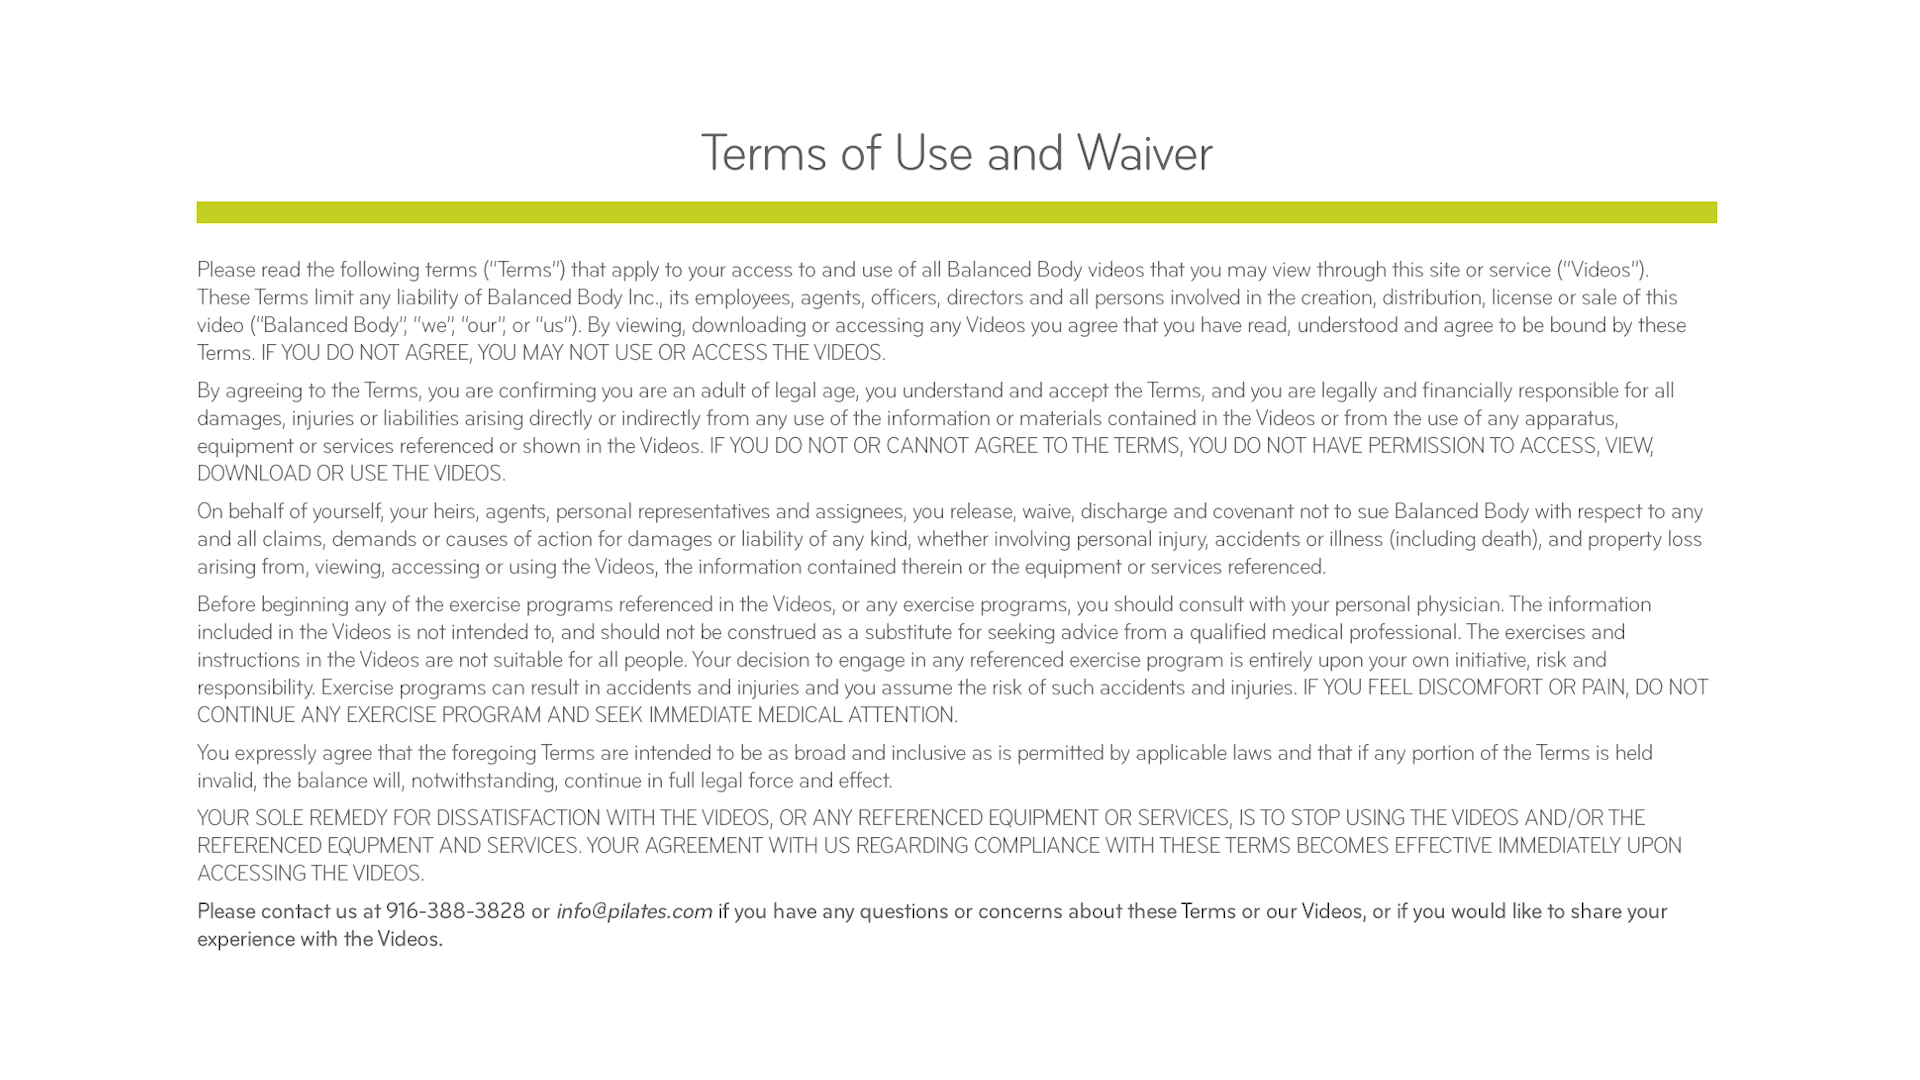 Terms of Use and Waiver
Please read the following terms (“Terms”) that apply to your access to and use of all Balanced Body videos that you may view through this site or service (“Videos”).
These Terms limit any liability of Balanced Body Inc., its employees, agents, officers, directors and all persons involved in the creation, distribution, license or sale of this
video (“Balanced Body”, “we”, “our”, or “us”). By viewing, downloading or accessing any Videos you agree that you have read, understood and agree to be bound by these
Terms. IF YOU DO NOT AGREE, YOU MAY NOT USE OR ACCESS THE VIDEOS.
By agreeing to the Terms, you are confirming you are an adult of legal age, you understand and accept the Terms, and you are legally and financially responsible for all
damages, injuries or liabilities arising directly or indirectly from any use of the information or materials contained in the Videos or from the use of any apparatus,
equipment or services referenced or shown in the Videos. IF YOU DO NOT OR CANNOT AGREE TO THE TERMS, YOU DO NOT HAVE PERMISSION TO ACCESS, VIEW,
DOWNLOAD OR USE THE VIDEOS.
On behalf of yourself, your heirs, agents, personal representatives and assignees, you release, waive, discharge and covenant not to sue Balanced Body with respect to any
and all claims, demands or causes of action for damages or liability of any kind, whether involving personal injury, accidents or illness (including death), and property loss
arising from, viewing, accessing or using the Videos, the information contained therein or the equipment or services referenced.
Before beginning any of the exercise programs referenced in the Videos, or any exercise programs, you should consult with your personal physician. The information
included in the Videos is not intended to, and should not be construed as a substitute for seeking advice from a qualified medical professional. The exercises and
instructions in the Videos are not suitable for all people. Your decision to engage in any referenced exercise program is entirely upon your own initiative, risk and
responsibility. Exercise programs can result in accidents and injuries and you assume the risk of such accidents and injuries. IF YOU FEEL DISCOMFORT OR PAIN, DO NOT
CONTINUE ANY EXERCISE PROGRAM AND SEEK IMMEDIATE MEDICAL ATTENTION.
You expressly agree that the foregoing Terms are intended to be as broad and inclusive as is permitted by applicable laws and that if any portion of the Terms is held
invalid, the balance will, notwithstanding, continue in full legal force and effect.
YOUR SOLE REMEDY FOR DISSATISFACTION WITH THE VIDEOS, OR ANY REFERENCED EQUIPMENT OR SERVICES, IS TO STOP USING THE VIDEOS AND/OR THE
REFERENCED EQUPMENT AND SERVICES. YOUR AGREEMENT WITH US REGARDING COMPLIANCE WITH THESE TERMS BECOMES EFFECTIVE IMMEDIATELY UPON
ACCESSING THE VIDEOS.
Please contact us at 916-388-3828 or info@pilates.com if you have any questions or concerns about these Terms or our Videos, or if you would like to share your
experience with the Videos.